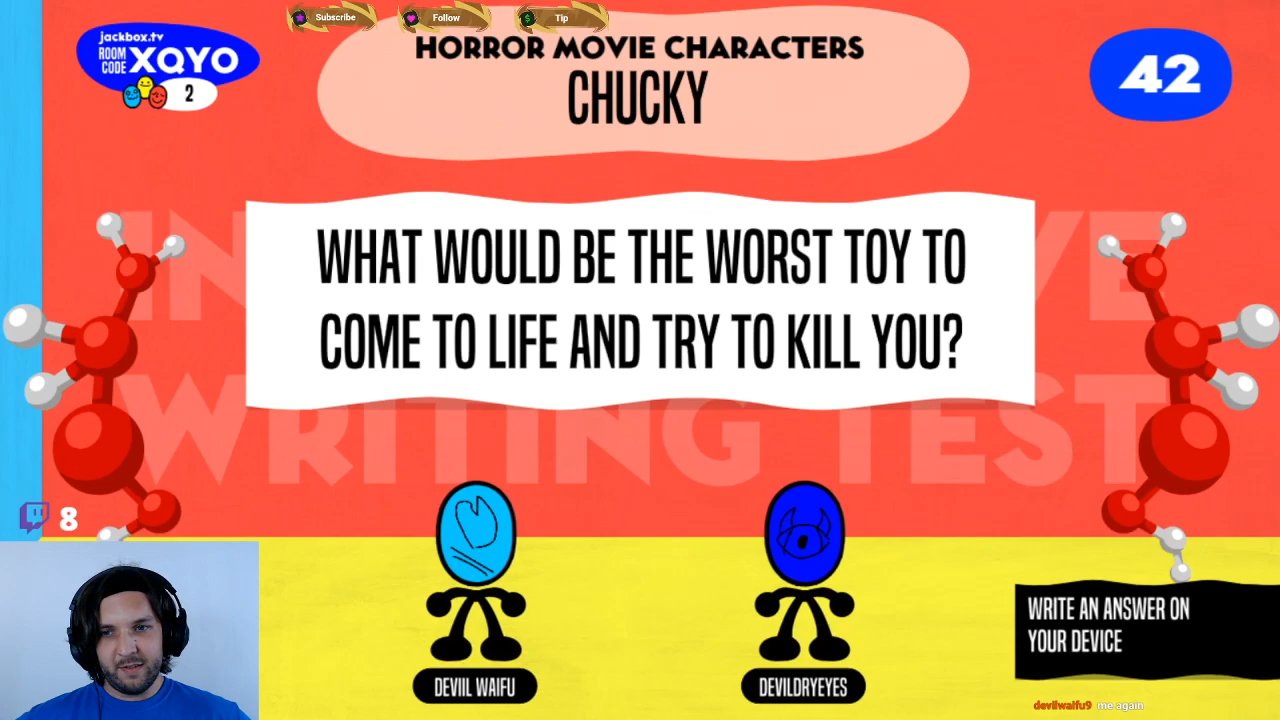 Subscribe
Follow
Tip
jackbox.tv
ROOM CODE XQYO
2
HORROR MOVIE CHARACTERS
CHUCKY
42
WHAT WOULD BE THE WORST TOY TO
COME TO LIFE AND TRY TO KILL YOU?
WRITING TEST
8
DEVIIL WAIFU
DEVILDRYEYES
WRITE AN ANSWER ON
YOUR DEVICE
devilwaifu9 me again